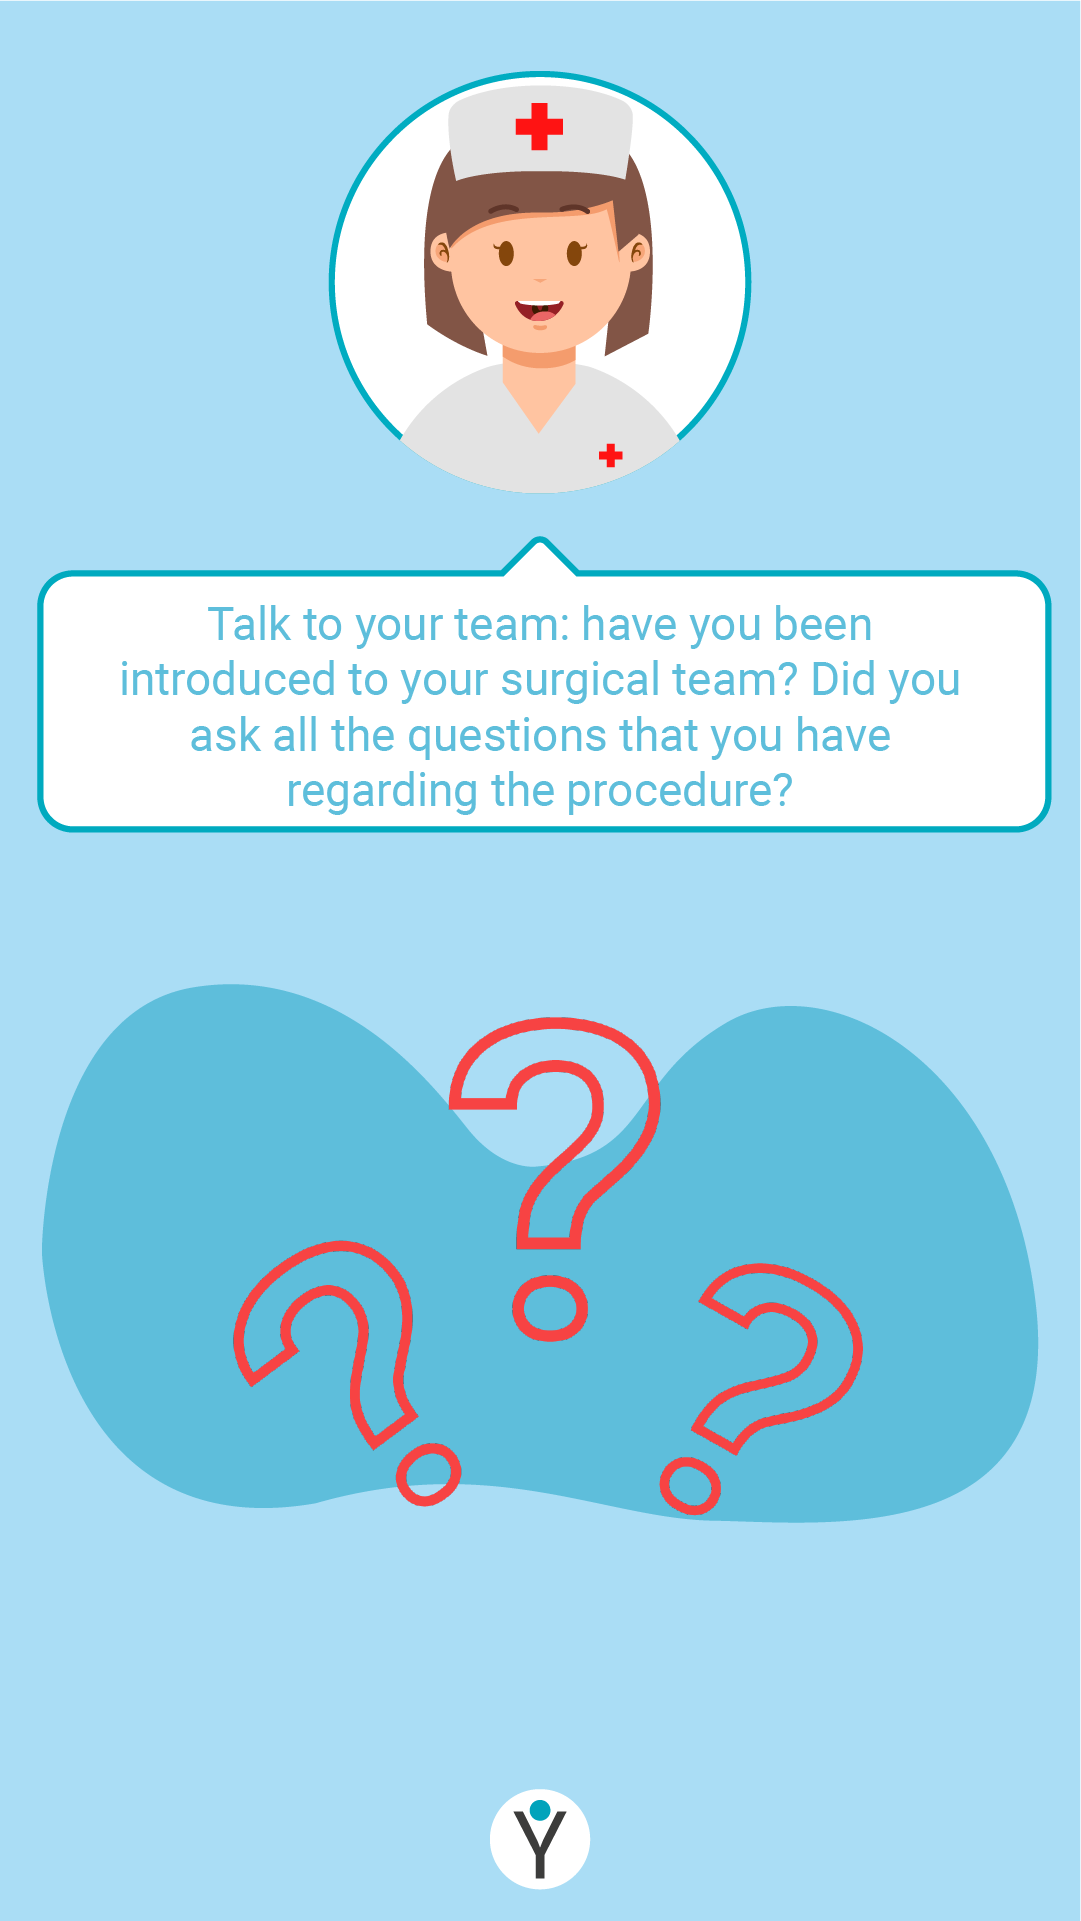 Talk to your team: have you been
introduced to your surgical team? Did you
ask all the questions that you have
regarding the procedure?
?
?
?
Y